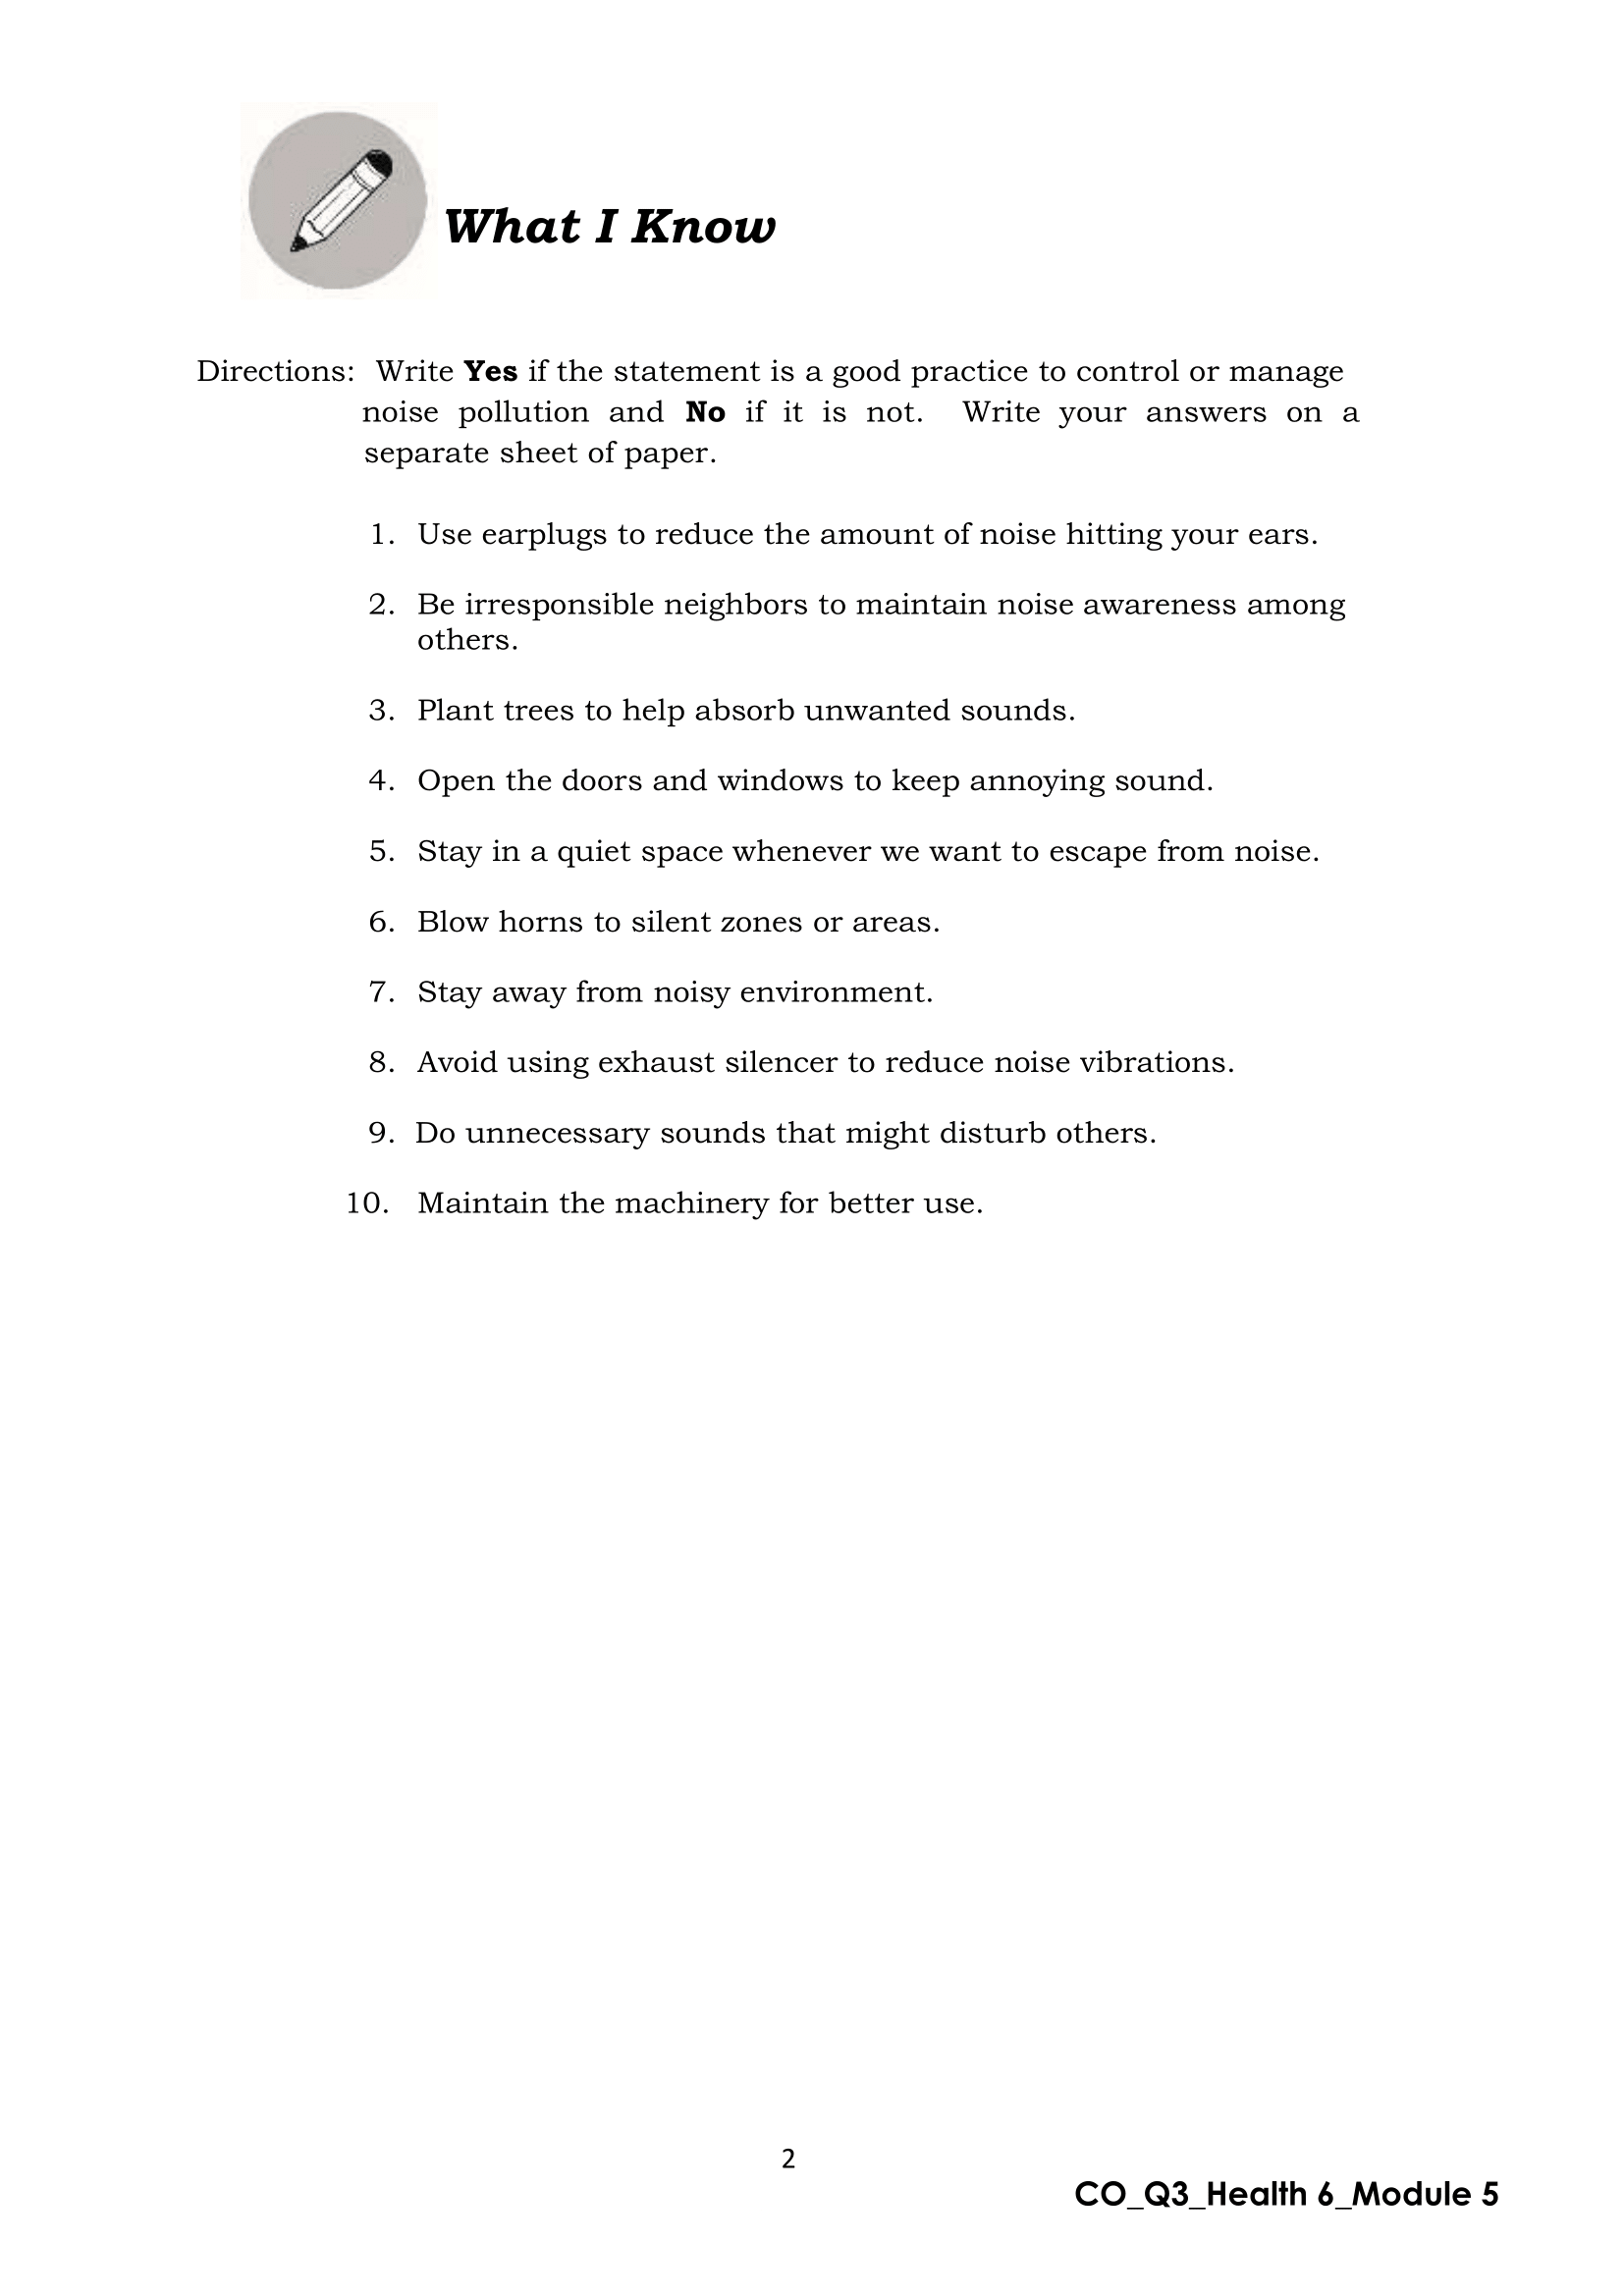 What I Know
Directions: Write Yes if the statement is a good practice to control or manage
noise pollution and No if it is not. Write your answers on a
separate sheet of paper.
1. Use earplugs to reduce the amount of noise hitting your ears.
2. Be irresponsible neighbors to maintain noise awareness among
others.
3. Plant trees to help absorb unwanted sounds.
4. Open the doors and windows to keep annoying sound.
5. Stay in a quiet space whenever we want to escape from noise.
6. Blow horns to silent zones or areas.
7. Stay away from noisy environment.
8. Avoid using exhaust silencer to reduce noise vibrations.
9. Do unnecessary sounds that might disturb others.
10. Maintain the machinery for better use.
2
CO_Q3_Health 6_Module 5